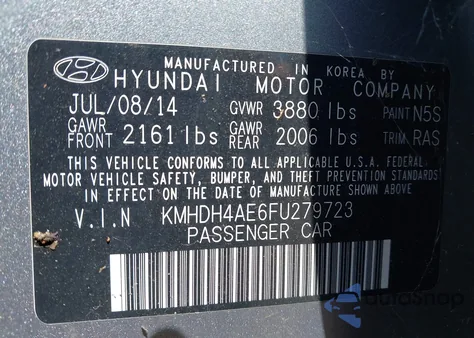 MANUFACTURED IN KOREA BY
HYUNDAI MOTOR COMPANY
JUL/08/14 GVWR 3880 lbs PAINT N5S
GAWR FRONT 2161 lbs GAWR REAR 2006 lbs TRIM RAS
THIS VEHICLE CONFORMS TO ALL APPLICABLE U.S.A. FEDERAL
MOTOR VEHICLE SAFETY, BUMPER, AND THEFT PREVENTION STANDARDS
IN EFFECT ON THE DATE OF MANUFACTURE SHOWN ABOVE
V.I.N KMHDH4AE6FU279723
PASSENGER CAR
AutoShop